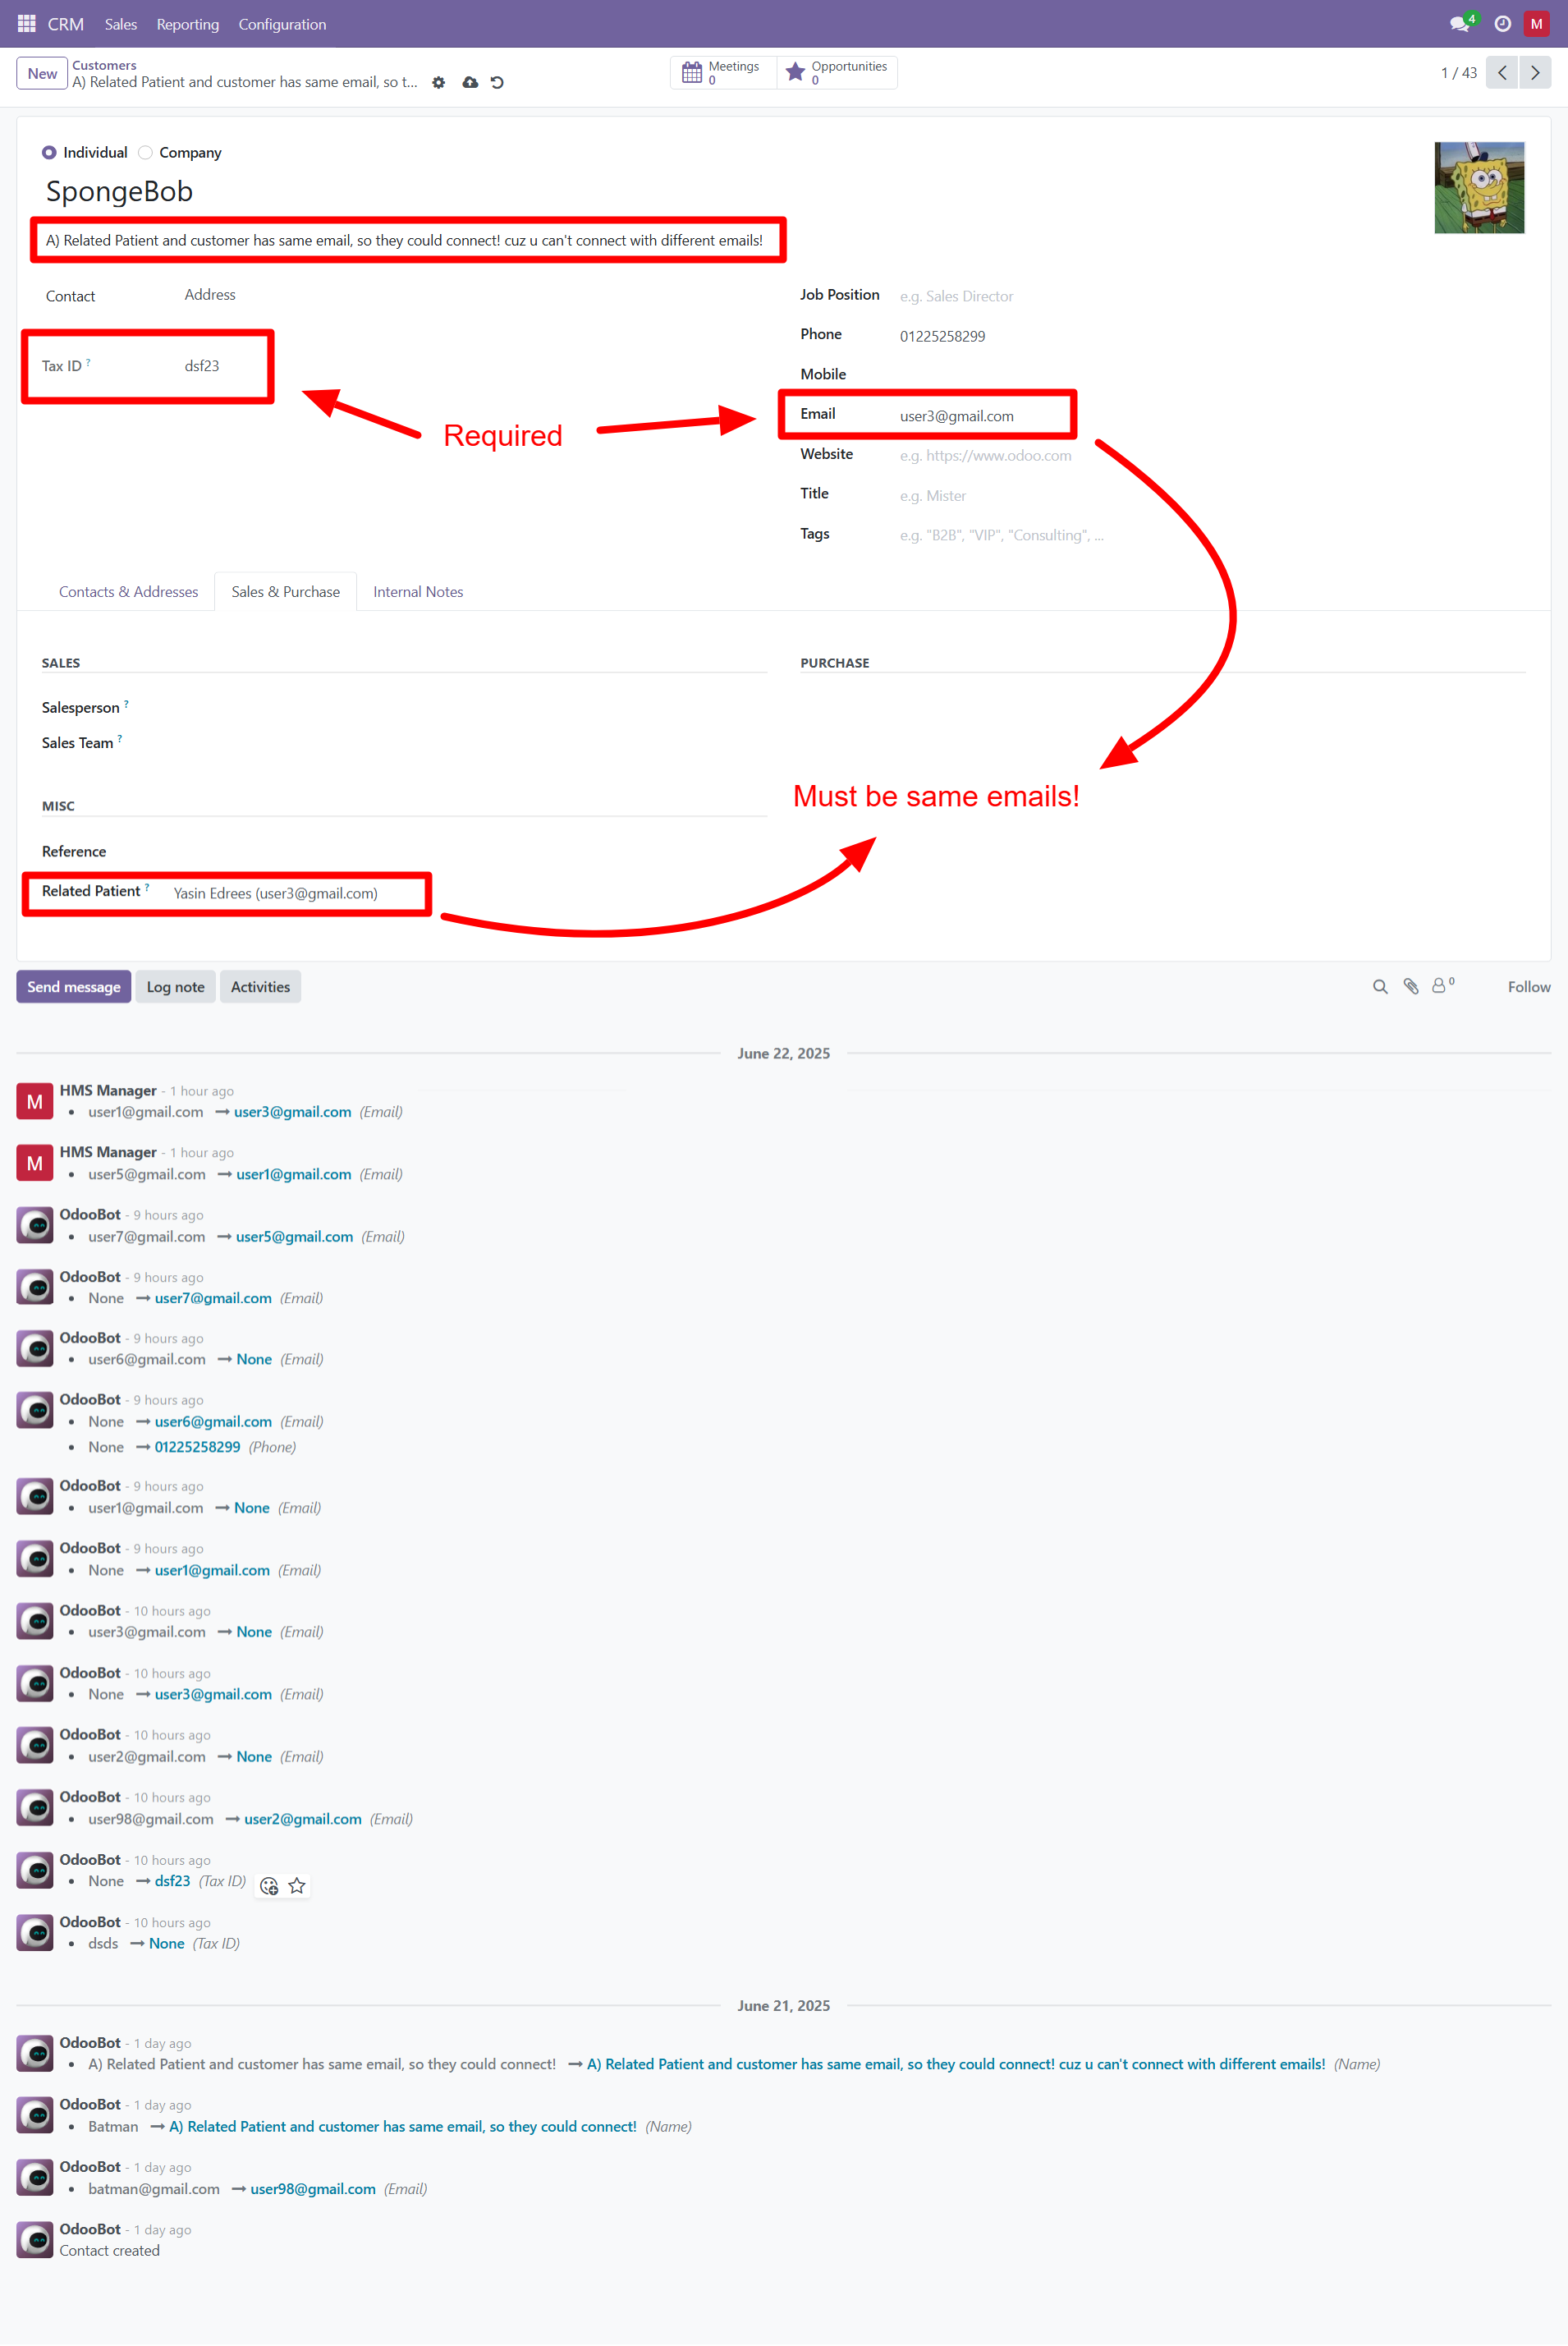 CRM Sales Reporting Configuration 4 M
New Customers Meetings Opportunities 1 / 43
A) Related Patient and customer has same email, so t... 0 0
Individual Company
SpongeBob
A) Related Patient and customer has same email, so they could connect! cuz u can't connect with different emails!
Contact Address
Tax ID ? dsf23
Job Position e.g. Sales Director
Phone 01225258299
Mobile
Email user3@gmail.com
Required
Website e.g. https://www.odoo.com
Title e.g. Mister
Tags e.g. "B2B", "VIP", "Consulting", ...
Contacts & Addresses Sales & Purchase Internal Notes
SALES PURCHASE
Salesperson ?
Sales Team ?
Must be same emails!
MISC
Reference
Related Patient ? Yasin Edrees (user3@gmail.com)
Send message Log note Activities 0 Follow
June 22, 2025
M HMS Manager - 1 hour ago
• user1@gmail.com → user3@gmail.com (Email)
M HMS Manager - 1 hour ago
• user5@gmail.com → user1@gmail.com (Email)
OdooBot - 9 hours ago
• user7@gmail.com → user5@gmail.com (Email)
OdooBot - 9 hours ago
• None → user7@gmail.com (Email)
OdooBot - 9 hours ago
• user6@gmail.com → None (Email)
OdooBot - 9 hours ago
• None → user6@gmail.com (Email)
• None → 01225258299 (Phone)
OdooBot - 9 hours ago
• user1@gmail.com → None (Email)
OdooBot - 9 hours ago
• None → user1@gmail.com (Email)
OdooBot - 10 hours ago
• user3@gmail.com → None (Email)
OdooBot - 10 hours ago
• None → user3@gmail.com (Email)
OdooBot - 10 hours ago
• user2@gmail.com → None (Email)
OdooBot - 10 hours ago
• user98@gmail.com → user2@gmail.com (Email)
OdooBot - 10 hours ago
• None → dsf23 (Tax ID)
OdooBot - 10 hours ago
• dsds → None (Tax ID)
June 21, 2025
OdooBot - 1 day ago
• A) Related Patient and customer has same email, so they could connect! → A) Related Patient and customer has same email, so they could connect! cuz u can't connect with different emails! (Name)
OdooBot - 1 day ago
• Batman → A) Related Patient and customer has same email, so they could connect! (Name)
OdooBot - 1 day ago
• batman@gmail.com → user98@gmail.com (Email)
OdooBot - 1 day ago
Contact created